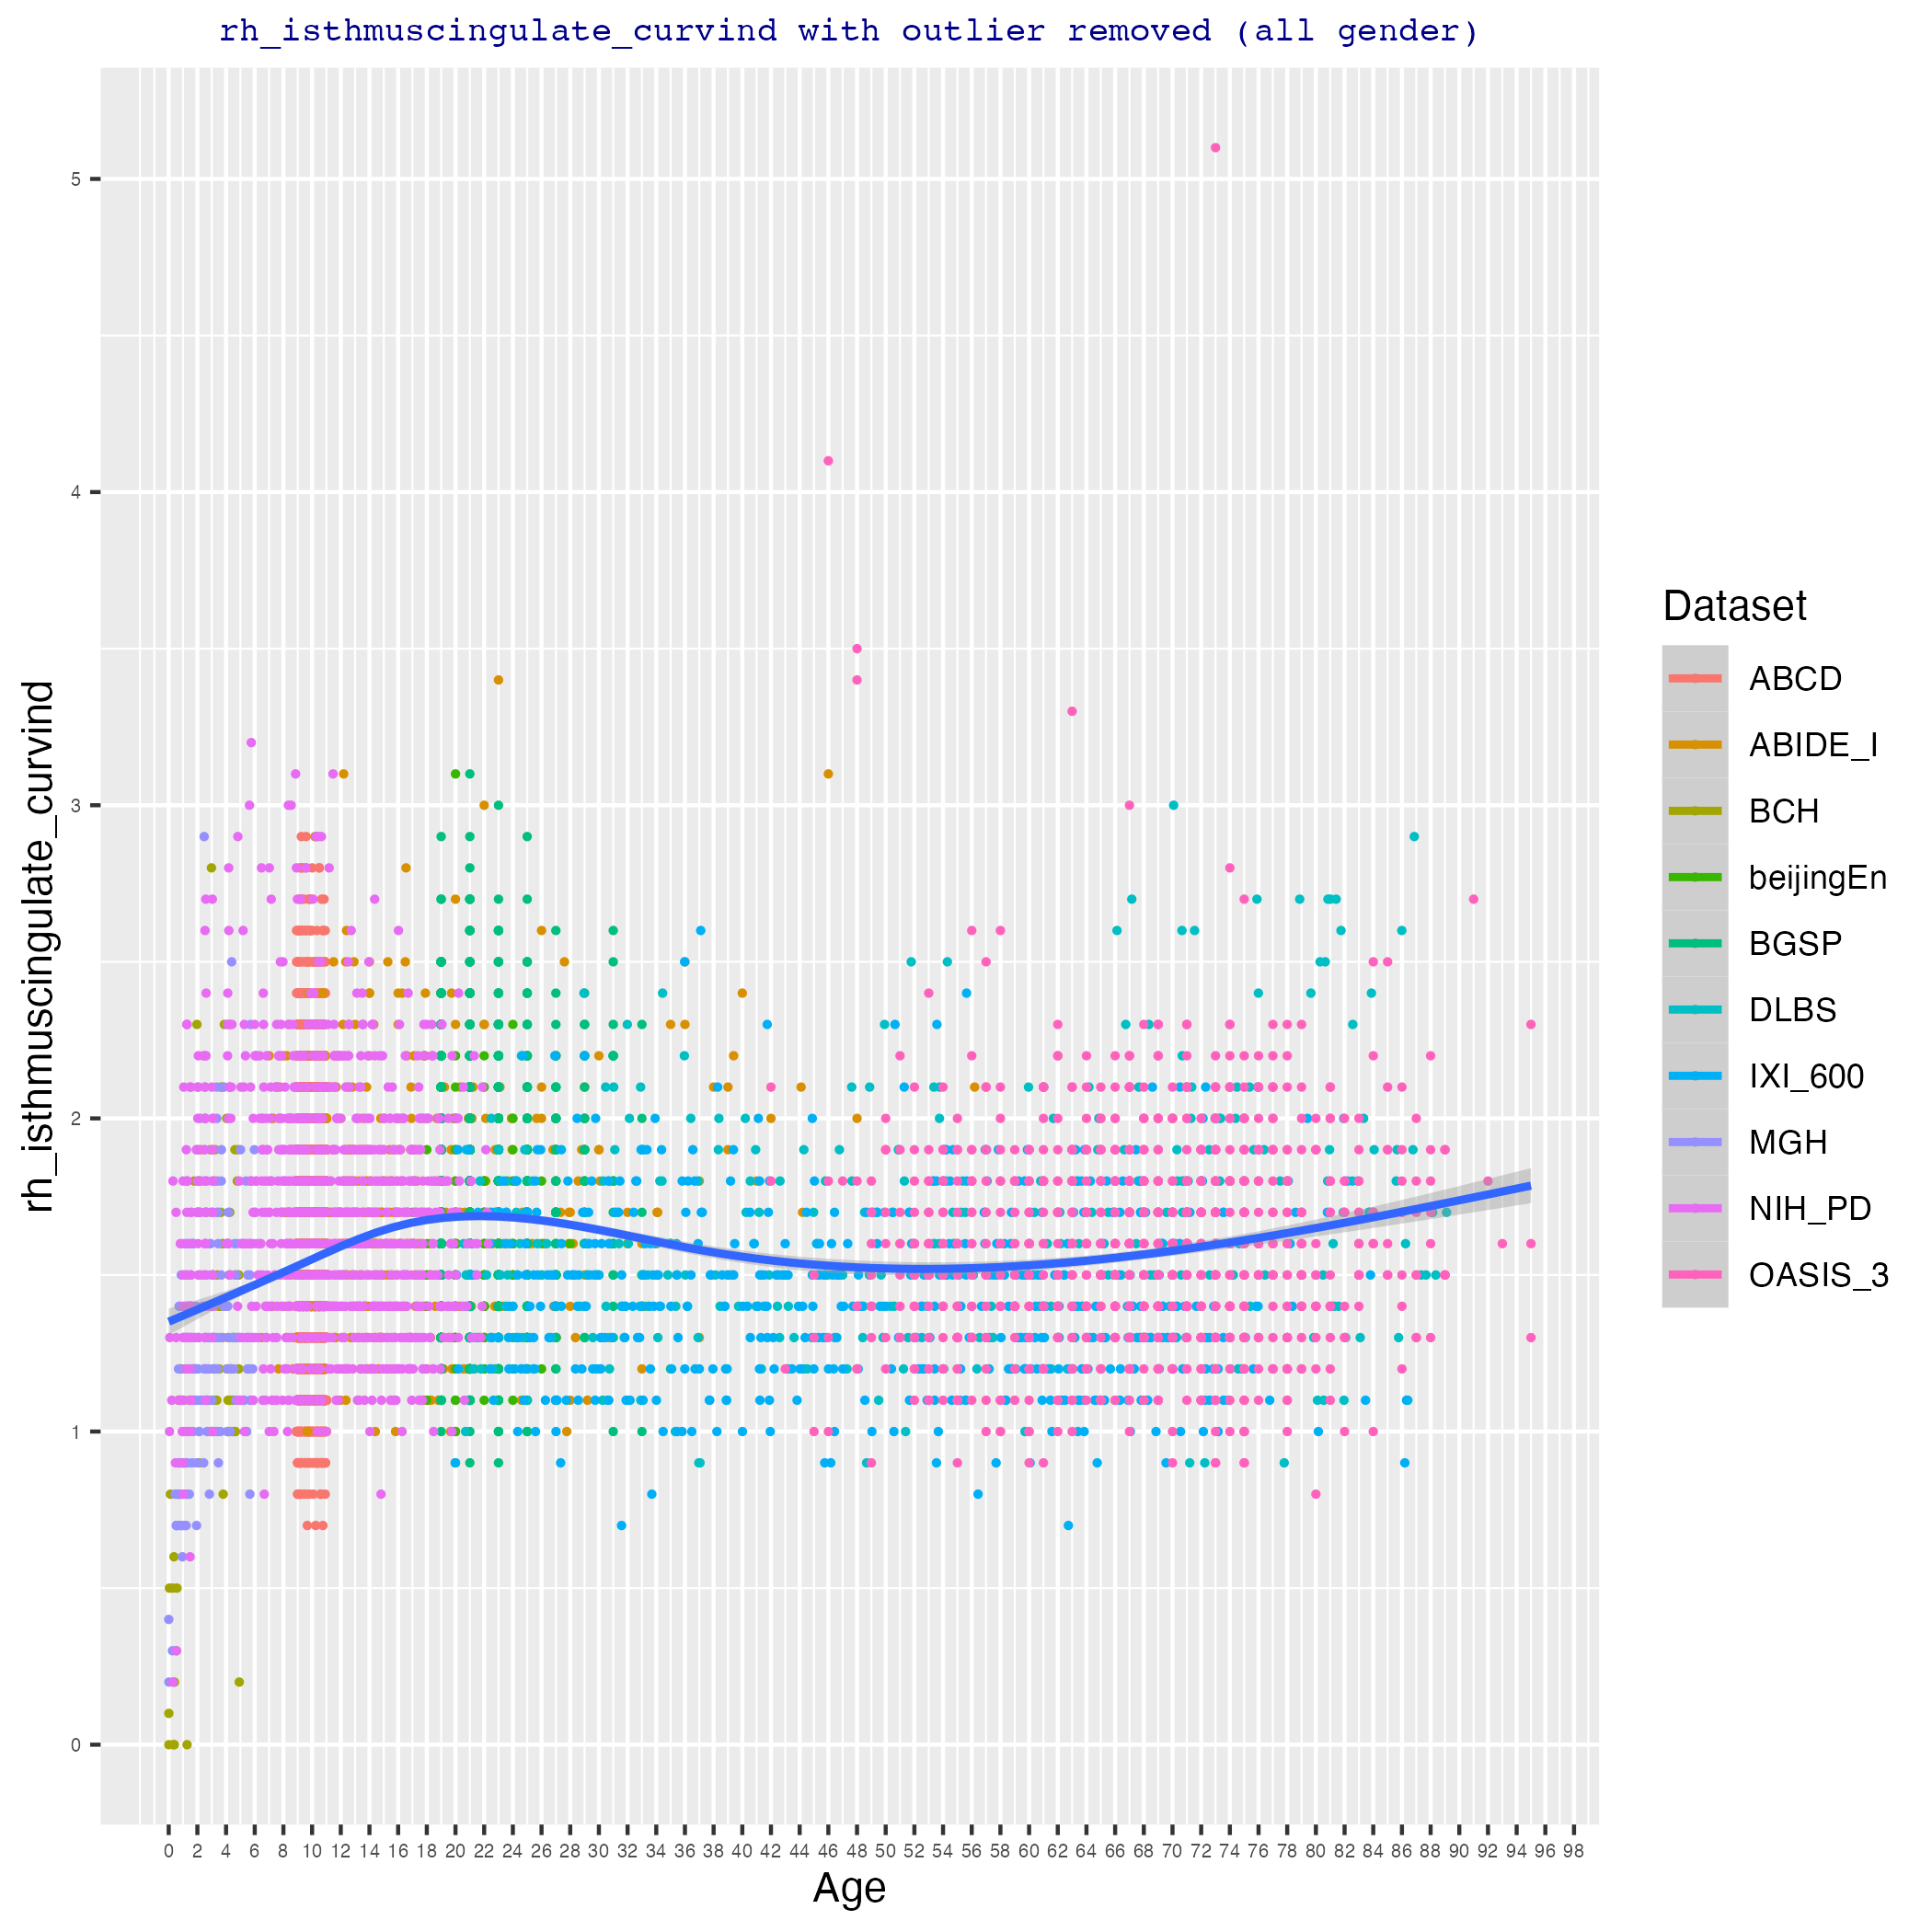 rh_isthmuscingulate_curvind with outlier removed (all gender)
rh_isthmuscingulate_curvind
5
4
3
2
1
0
0 2 4 6 8 10 12 14 16 18 20 22 24 26 28 30 32 34 36 38 40 42 44 46 48 50 52 54 56 58 60 62 64 66 68 70 72 74 76 78 80 82 84 86 88 90 92 94 96 98
Age
Dataset
ABCD
ABIDE_I
BCH
beijingEn
BGSP
DLBS
IXI_600
MGH
NIH_PD
OASIS_3